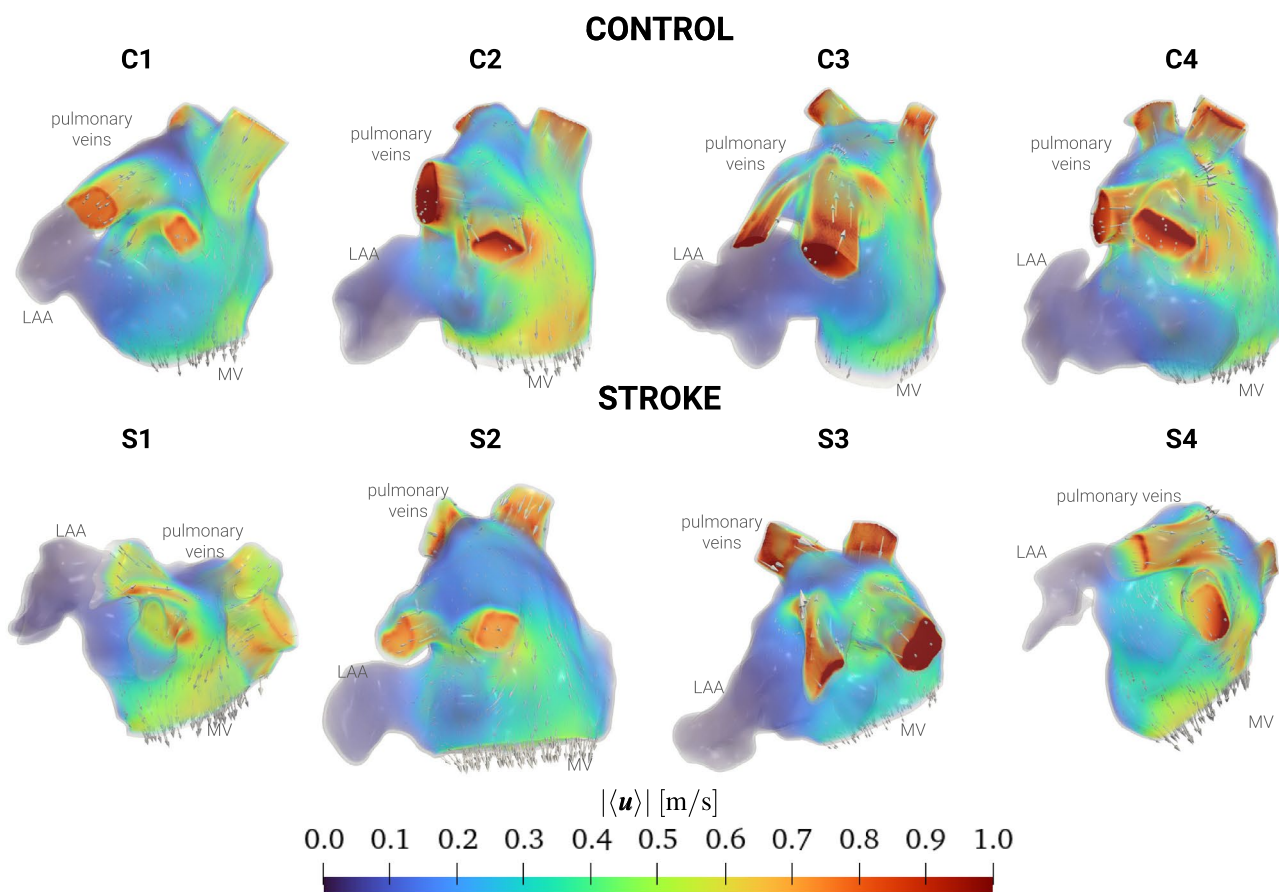 CONTROL
C1
C2
C3
C4
pulmonary
veins
LAA
MV
pulmonary
veins
LAA
MV
pulmonary
veins
LAA
MV
pulmonary
veins
LAA
MV
STROKE
S1
S2
S3
S4
LAA
pulmonary
veins
MV
pulmonary
veins
LAA
MV
pulmonary
veins
LAA
MV
pulmonary veins
LAA
MV
|⟨u⟩| [m/s]
0.0 0.1 0.2 0.3 0.4 0.5 0.6 0.7 0.8 0.9 1.0